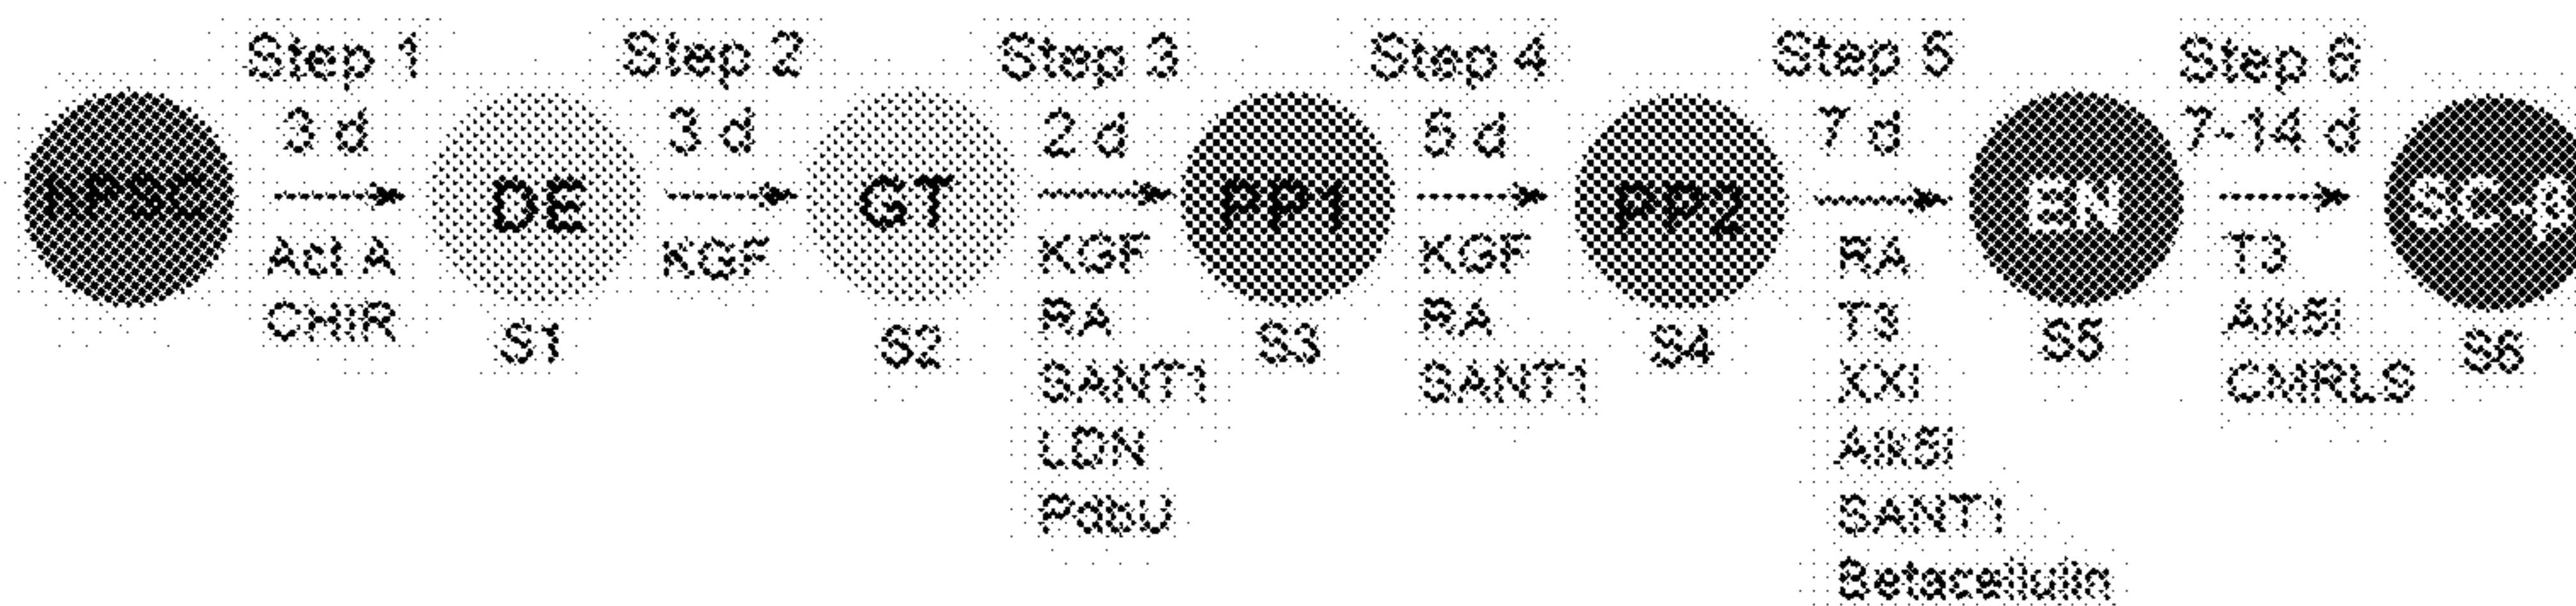 Step 1
3 d
Act A
CHIR
Step 2
3 d
KGF
Step 3
2 d
KGF
RA
SANT1
LDN
PdbU
Step 4
5 d
KGF
RA
SANT1
Step 5
7 d
RA
T3
XXI
Alk5i
SANT1
Betacellulin
Step 6
7-14 d
T3
Alk5i
CMRLS
hPSC
DE
GT
PP1
PP2
EN
SC-β
S1
S2
S3
S4
S5
S6